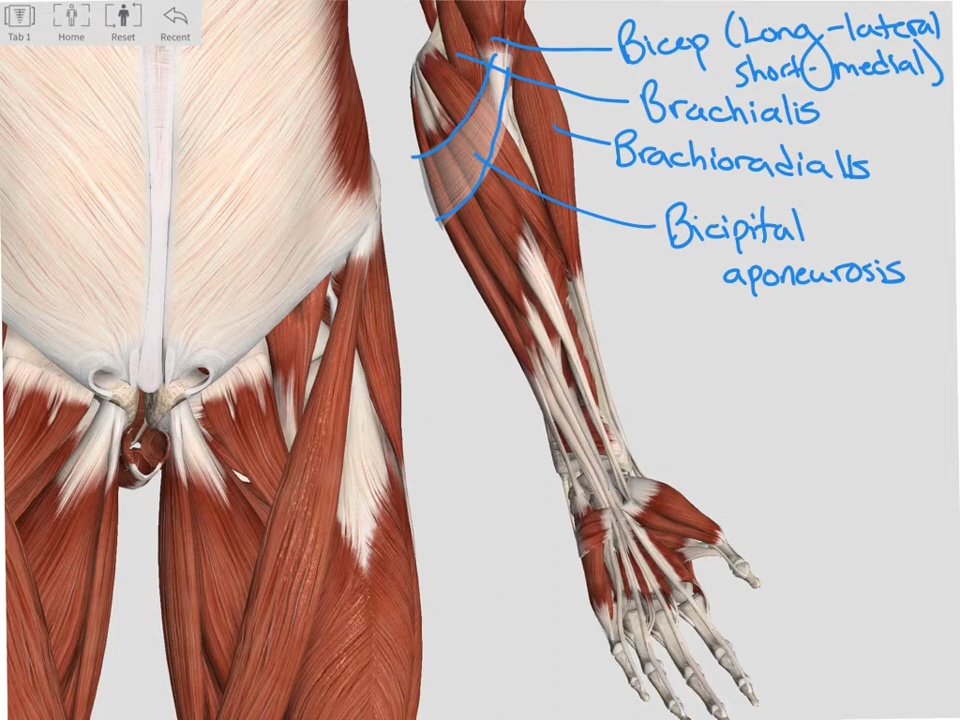 Tab 1 Home Reset Recent
Bicep (Long-lateral
short-medial)
Brachialis
Brachioradialis
Bicipital
aponeurosis